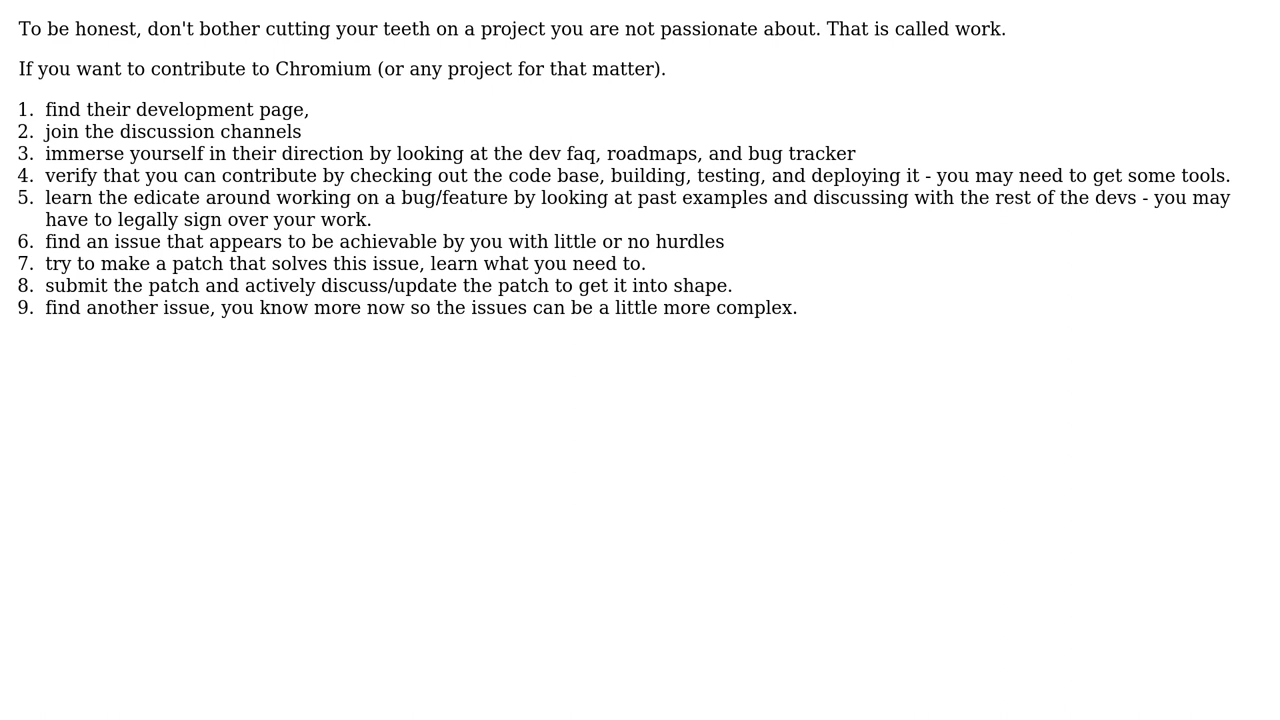 To be honest, don't bother cutting your teeth on a project you are not passionate about. That is called work.
If you want to contribute to Chromium (or any project for that matter).
1. find their development page,
2. join the discussion channels
3. immerse yourself in their direction by looking at the dev faq, roadmaps, and bug tracker
4. verify that you can contribute by checking out the code base, building, testing, and deploying it - you may need to get some tools.
5. learn the edicate around working on a bug/feature by looking at past examples and discussing with the rest of the devs - you may
have to legally sign over your work.
6. find an issue that appears to be achievable by you with little or no hurdles
7. try to make a patch that solves this issue, learn what you need to.
8. submit the patch and actively discuss/update the patch to get it into shape.
9. find another issue, you know more now so the issues can be a little more complex.